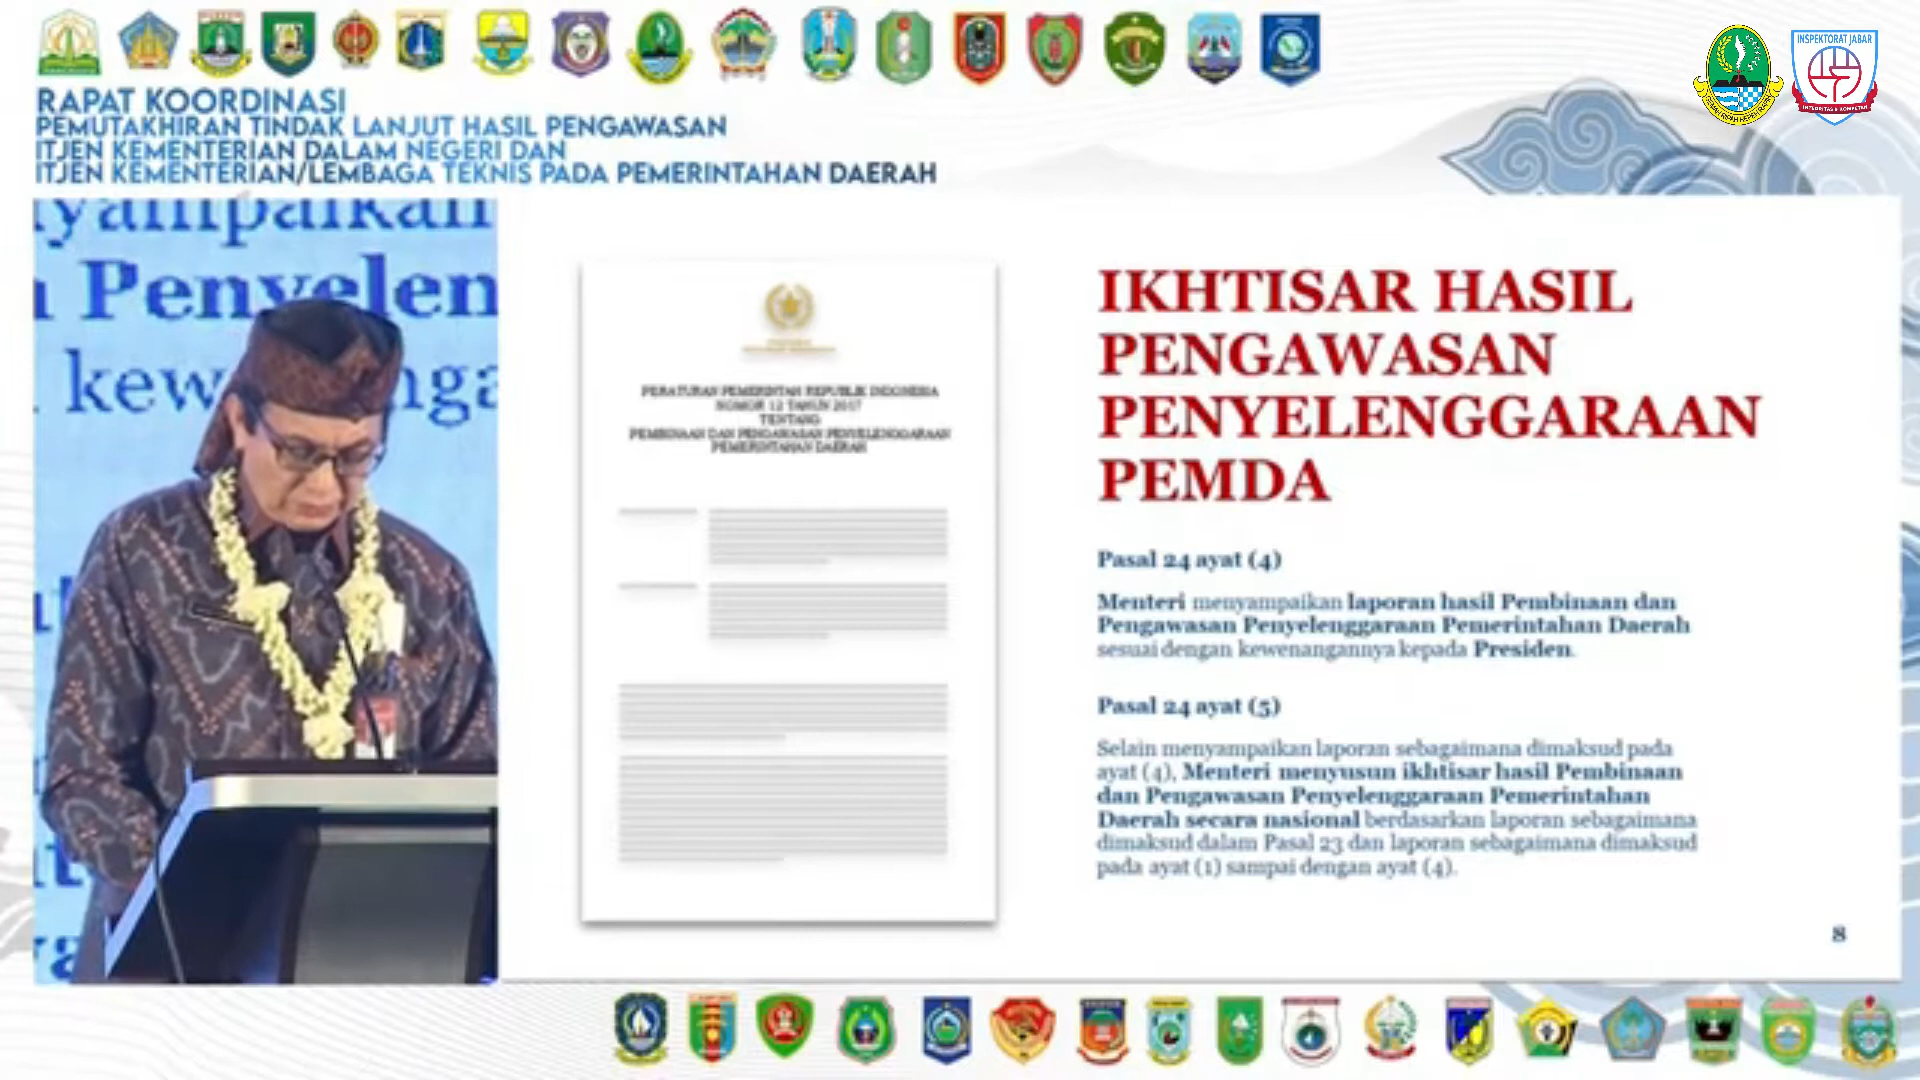 RAPAT KOORDINASI
PEMUTAKHIRAN TINDAK LANJUT HASIL PENGAWASAN
ITJEN KEMENTERIAN DALAM NEGERI DAN
ITJEN KEMENTERIAN/LEMBAGA TEKNIS PADA PEMERINTAHAN DAERAH
INSPEKTORAT JABAR
yampaikan
Penyelen
kew
nga
PERATURAN PEMERINTAH REPUBLIK INDONESIA
NOMOR 12 TAHUN 2017
TENTANG
PEMBINAAN DAN PENGAWASAN PENYELENGGARAAN
PEMERINTAHAN DAERAH
IKHTISAR HASIL
PENGAWASAN
PENYELENGGARAAN
PEMDA
Pasal 24 ayat (4)
Menteri menyampaikan laporan hasil Pembinaan dan
Pengawasan Penyelenggaraan Pemerintahan Daerah
sesuai dengan kewenangannya kepada Presiden.
Pasal 24 ayat (5)
Selain menyampaikan laporan sebagaimana dimaksud pada
ayat (4), Menteri menyusun ikhtisar hasil Pembinaan
dan Pengawasan Penyelenggaraan Pemerintahan
Daerah secara nasional berdasarkan laporan sebagaimana
dimaksud dalam Pasal 23 dan laporan sebagaimana dimaksud
pada ayat (1) sampai dengan ayat (4).
8